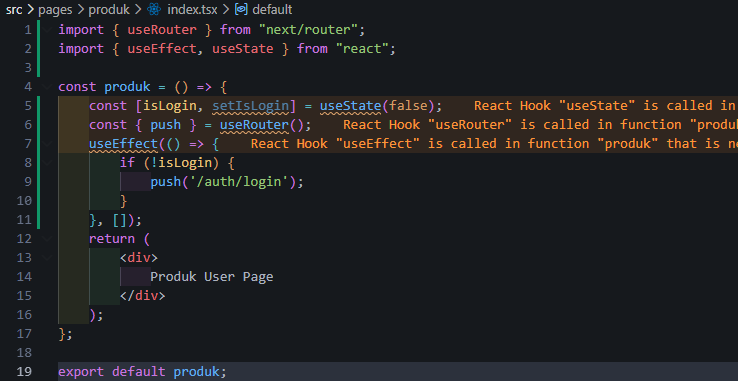 src > pages > produk > index.tsx > default
1 import { useRouter } from "next/router";
2 import { useEffect, useState } from "react";
3
4 const produk = () => {
5 const [isLogin, setIsLogin] = useState(false); React Hook "useState" is called in
6 const { push } = useRouter(); React Hook "useRouter" is called in function "produk
7 useEffect(() => { React Hook "useEffect" is called in function "produk" that is
8 if (!isLogin) {
9 push('/auth/login');
10 }
11 }, []);
12 return (
13 <div>
14 Produk User Page
15 </div>
16 );
17 };
18
19 export default produk;